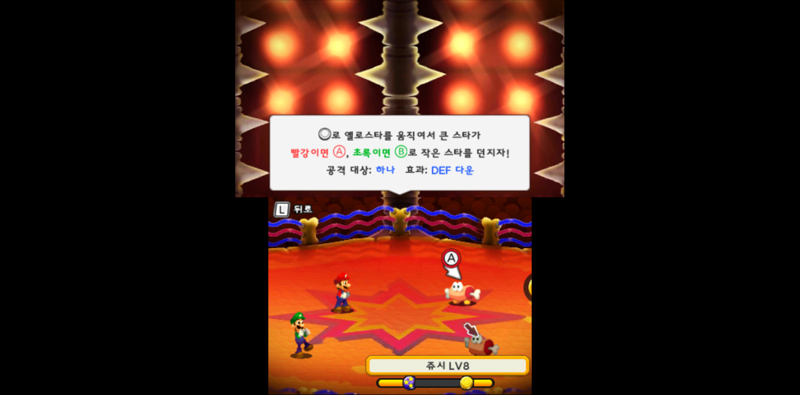 로 옐로스타를 움직여서 큰 스타가
빨강이면 Ⓐ, 초록이면 Ⓑ로 작은 스타를 던지자!
공격 대상: 하나 효과: DEF 다운
L 뒤로
A
쥬시 LV8